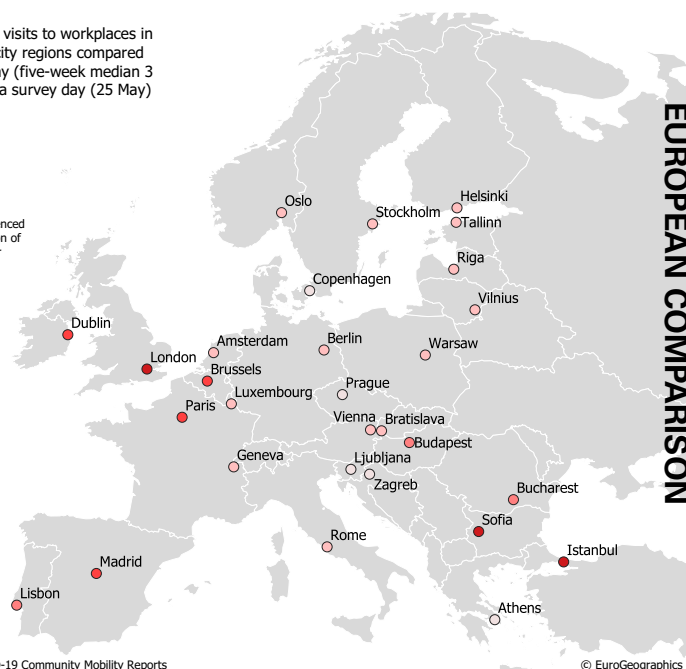 visits to workplaces in
city regions compared
y (five-week median 3
a survey day (25 May)
EUROPEAN COMPARISON
enced
n of
Oslo
Helsinki
Stockholm
Tallinn
Riga
Copenhagen
Vilnius
Dublin
Amsterdam
Berlin
Warsaw
London
Brussels
Luxembourg
Prague
Paris
Vienna
Bratislava
Budapest
Geneva
Ljubljana
Zagreb
Bucharest
Sofia
Rome
Istanbul
Madrid
Lisbon
Athens
-19 Community Mobility Reports
© EuroGeographics